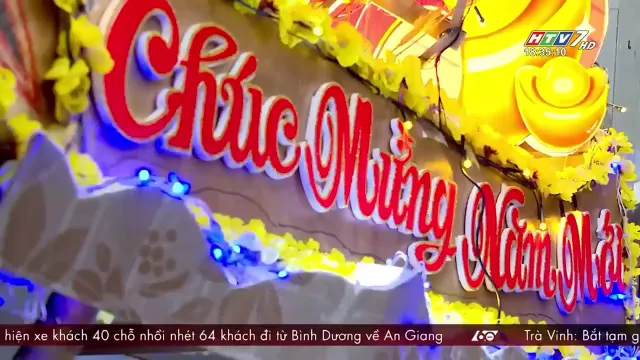 HTV7 HD
18:35:10
Chúc Mừng Năm Mới
hiện xe khách 40 chỗ nhồi nhét 64 khách đi từ Bình Dương về An Giang
60
Trà Vinh: Bắt tạm g